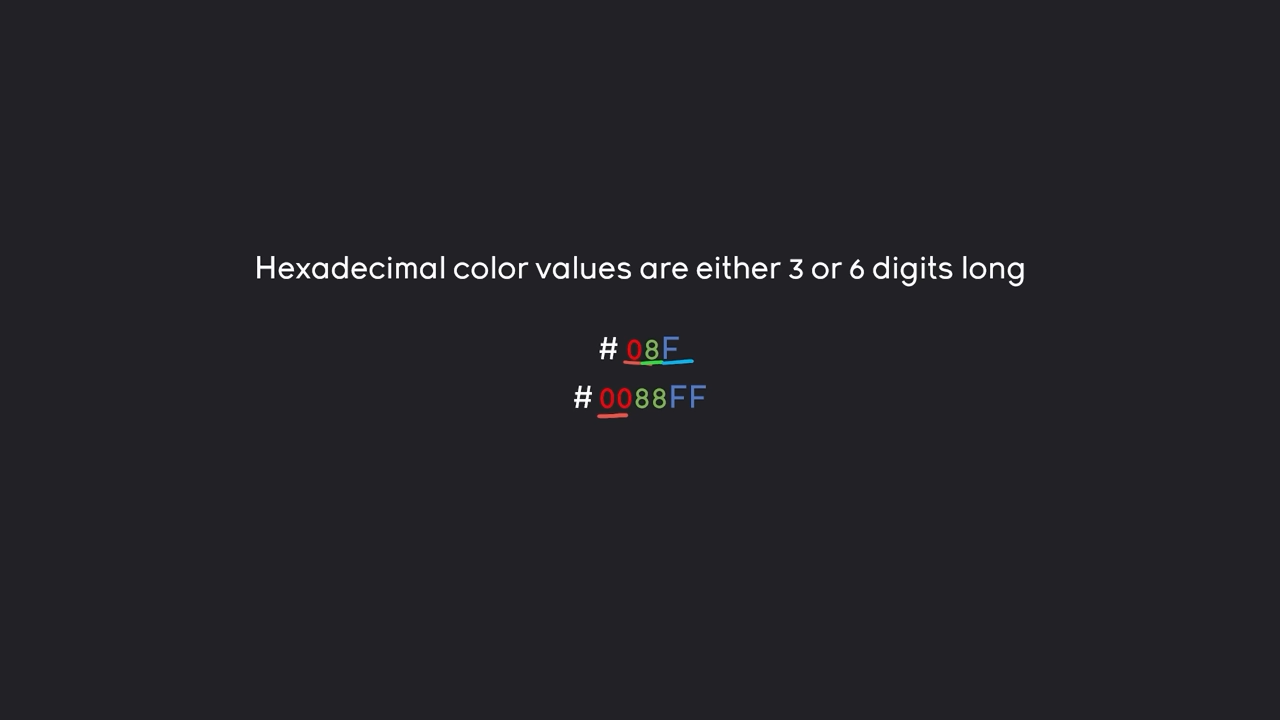 Hexadecimal color values are either 3 or 6 digits long
# 08F
# 0088FF